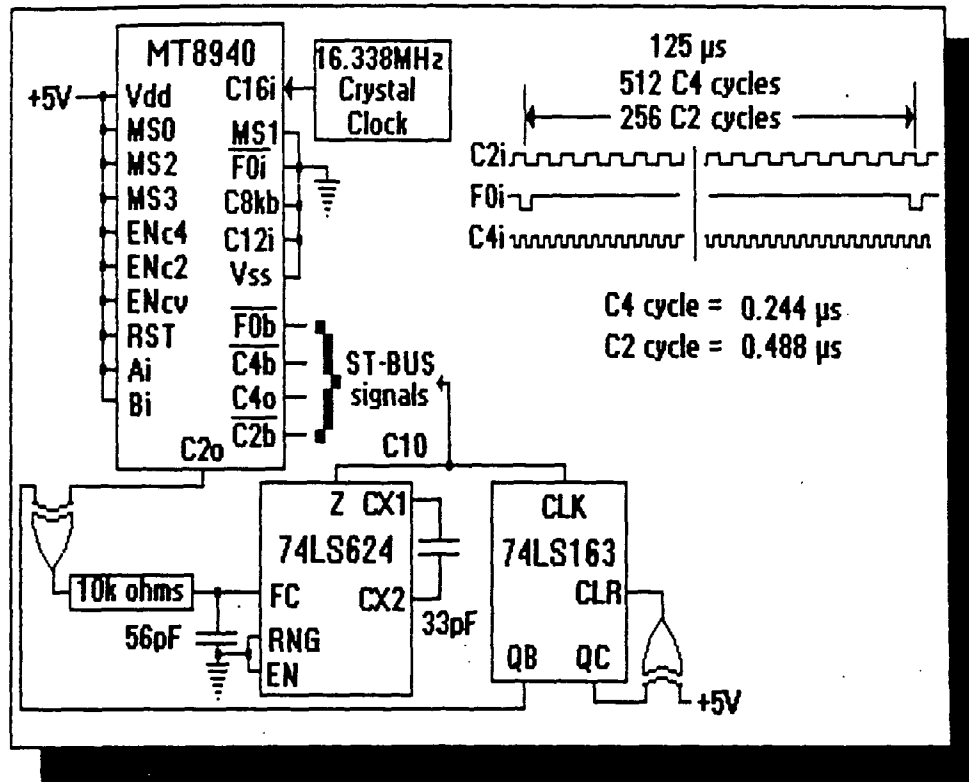 MT8940
+5V
Vdd
MS0
MS2
MS3
ENc4
ENc2
ENcv
RST
Ai
Bi
C16i
MS1
F0i
C8kb
C12i
Vss
F0b
C4b
C4o
C2b
C2o
16.338MHz
Crystal
Clock
ST-BUS
signals
125 µs
512 C4 cycles
256 C2 cycles
C2i
F0i
C4i
C4 cycle = 0.244 µs
C2 cycle = 0.488 µs
C10
Z CX1
74LS624
FC
CX2
RNG
EN
33pF
10k ohms
56pF
CLK
74LS163
CLR
QB QC
+5V